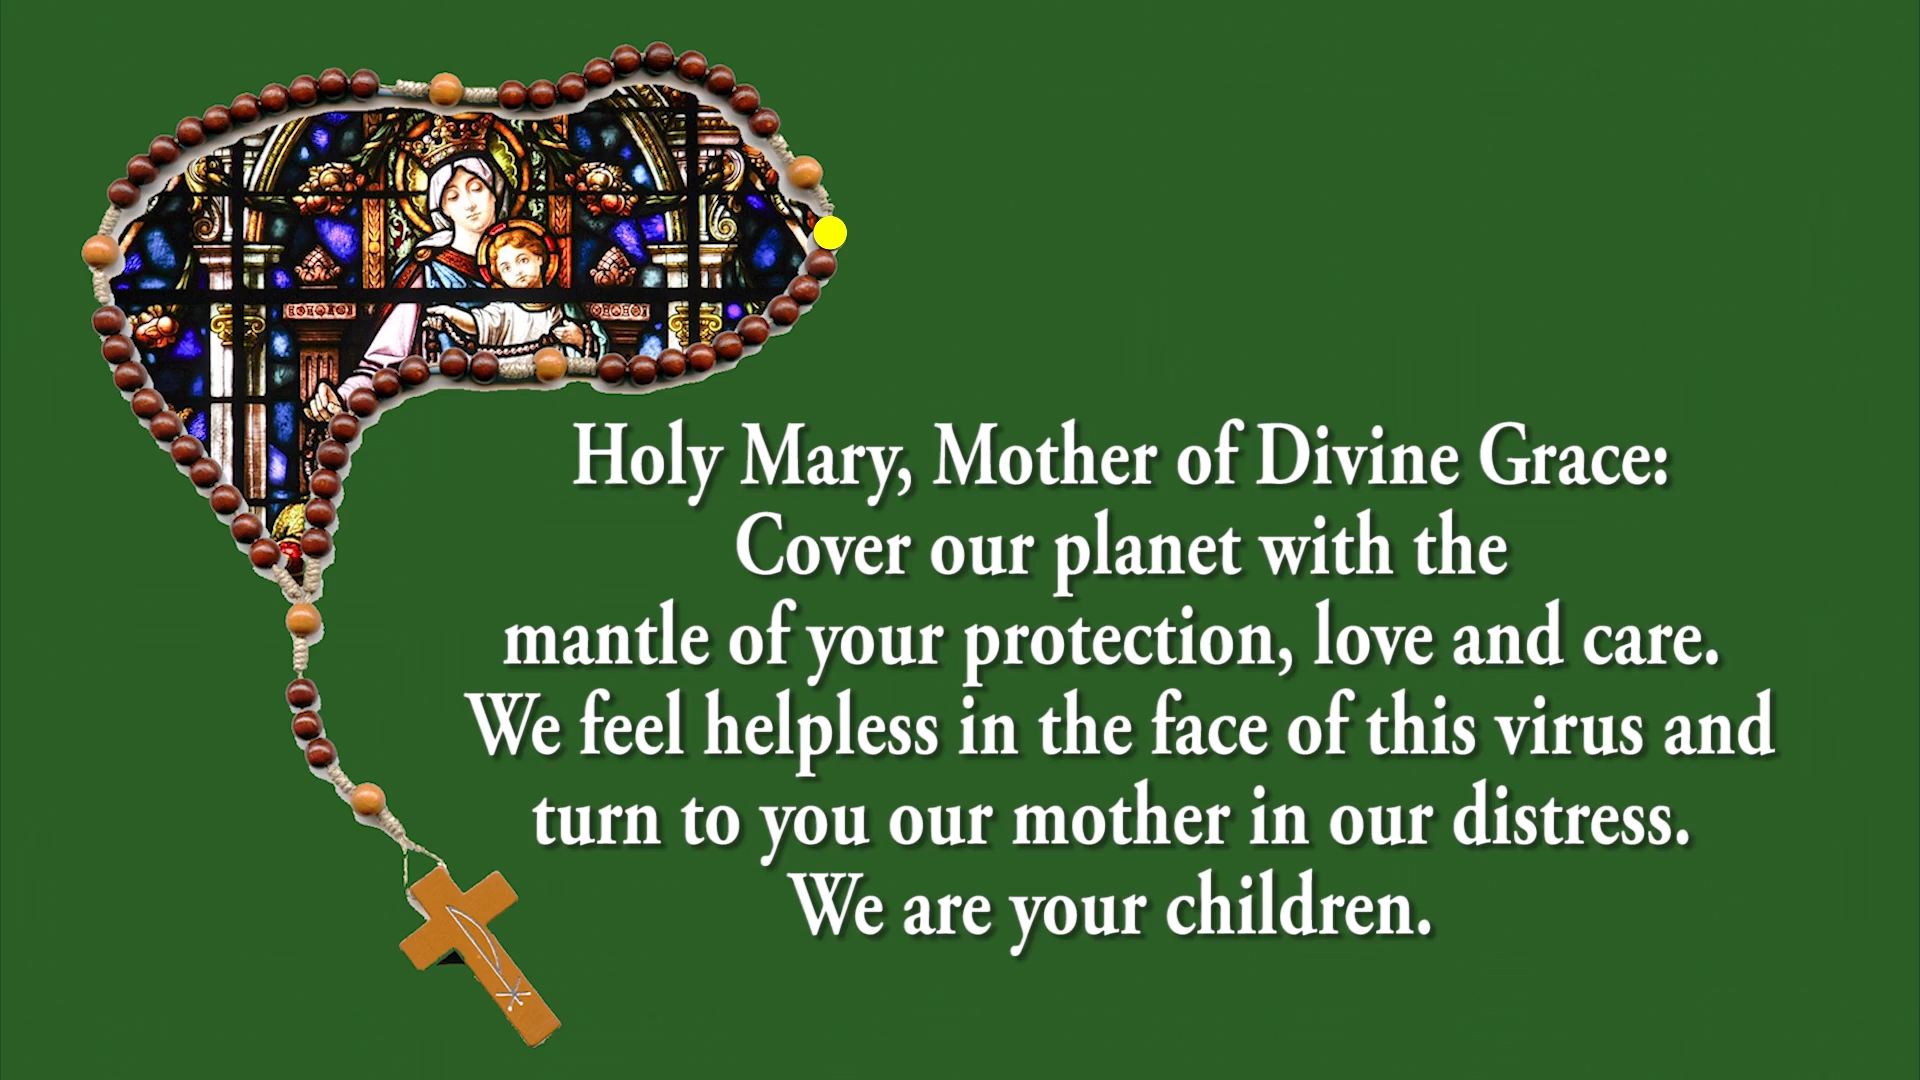 Holy Mary, Mother of Divine Grace:
Cover our planet with the
mantle of your protection, love and care.
We feel helpless in the face of this virus and
turn to you our mother in our distress.
We are your children.